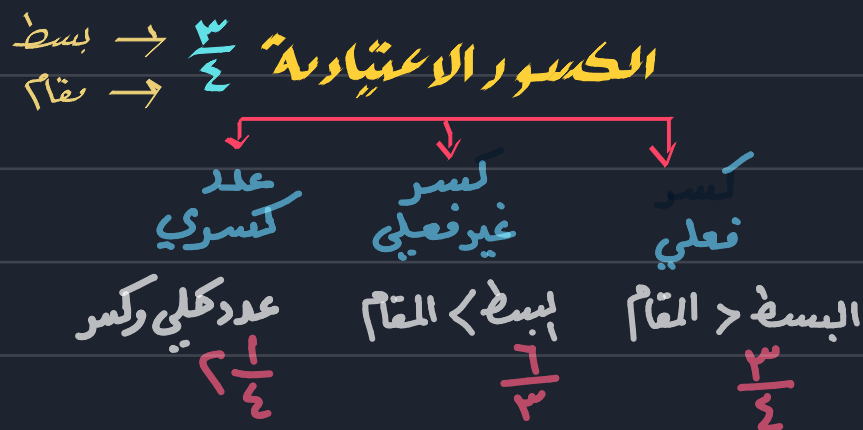 الكسور الاعتيادية
٣/٤
بسط ←
مقام ←
كسر فعلي
كسر غير فعلي
عدد كسري
البسط < المقام
البسط > المقام
عدد كلي وكسر
٣/٤
٦/٣
٢ ١/٤